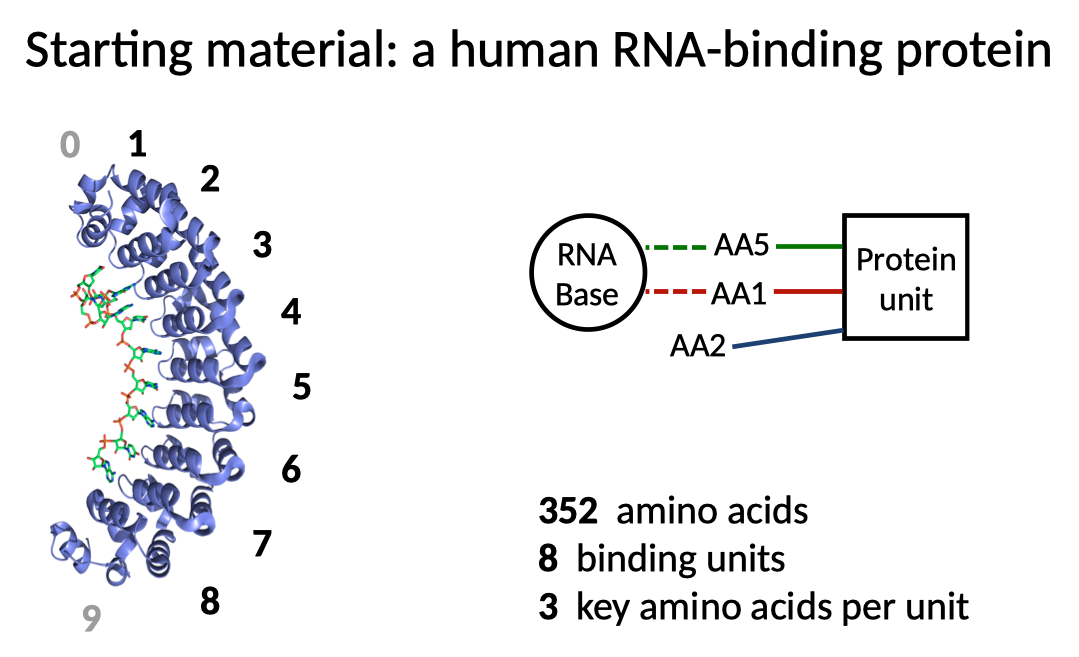 Starting material: a human RNA-binding protein
0
1
2
3
4
5
6
7
8
9
RNA
Base
AA5
AA1
AA2
Protein
unit
352 amino acids
8 binding units
3 key amino acids per unit